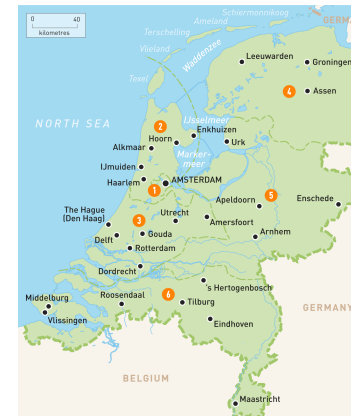 0 40
kilometres
Schiermonnikoog
Ameland
Terschelling
Vlieland
Waddenzee
Texel
GERM
Leeuwarden
Groningen
4
Assen
NORTH SEA
2
IJsselmeer
Enkhuizen
Hoorn
Urk
Alkmaar
Marker-
meer
IJmuiden
Haarlem
1
AMSTERDAM
5
Apeldoorn
Enschede
The Hague
(Den Haag)
3
Utrecht
Amersfoort
Delft
Gouda
Arnhem
Rotterdam
Dordrecht
's Hertogenbosch
Middelburg
Roosendaal
6
Tilburg
GERMANY
Vlissingen
Eindhoven
BELGIUM
Maastricht